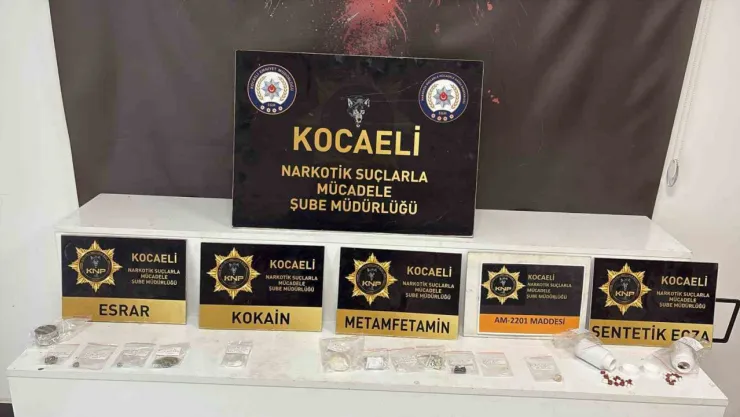 KOCAELİ
NARKOTİK SUÇLARLA
MÜCADELE
ŞUBE MÜDÜRLÜĞÜ
KNP
KOCAELİ
NARKOTİK SUÇLARLA
MÜCADELE
ŞUBE MÜDÜRLÜĞÜ
ESRAR
KNP
KOCAELİ
NARKOTİK SUÇLARLA
MÜCADELE
ŞUBE MÜDÜRLÜĞÜ
KOKAİN
KNP
KOCAELİ
NARKOTİK SUÇLARLA
MÜCADELE
ŞUBE MÜDÜRLÜĞÜ
METAMFETAMİN
KNP
KOCAELİ
NARKOTİK SUÇLARLA
MÜCADELE
ŞUBE MÜDÜRLÜĞÜ
AM-2201 MADDESİ
KNP
KOCAELİ
NARKOTİK SUÇLARLA
MÜCADELE
ŞUBE MÜDÜRLÜĞÜ
SENTETİK ECZA